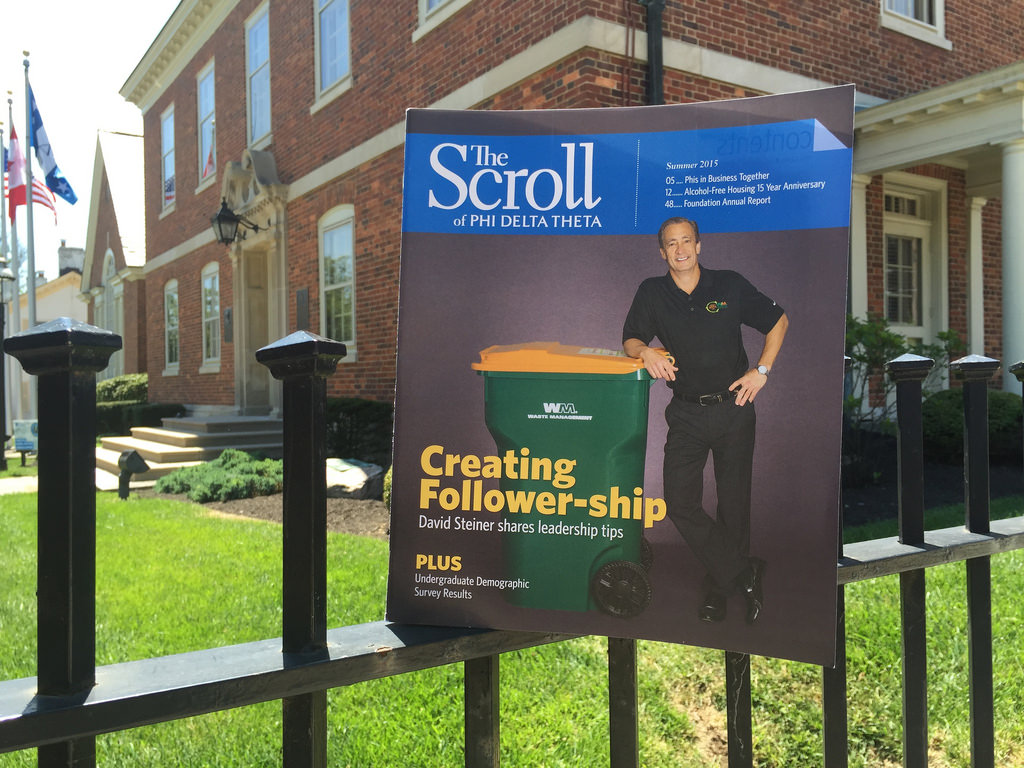 The
Scroll
of PHI DELTA THETA
Summer 2015
05.... Phis in Business Together
12.... Alcohol-Free Housing 15 Year Anniversary
48.... Foundation Annual Report
contents
WM
WASTE MANAGEMENT
Creating
Follower-ship
David Steiner shares leadership tips
PLUS
Undergraduate Demographic
Survey Results